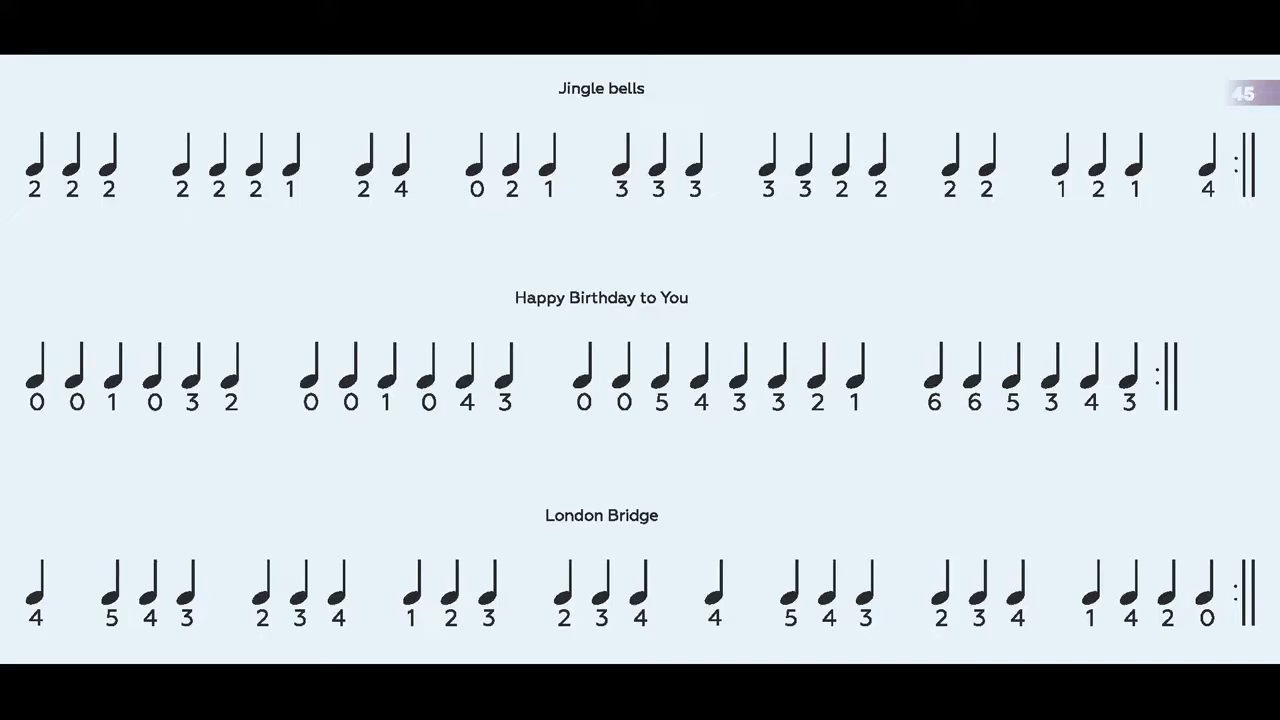 Jingle bells
45
2 2 2 2 2 2 1 2 4 0 2 1 3 3 3 3 3 2 2 2 2 1 2 1 4
Happy Birthday to You
0 0 1 0 3 2 0 0 1 0 4 3 0 0 5 4 3 3 2 1 6 6 5 3 4 3
London Bridge
4 5 4 3 2 3 4 1 2 3 2 3 4 4 5 4 3 2 3 4 1 4 2 0